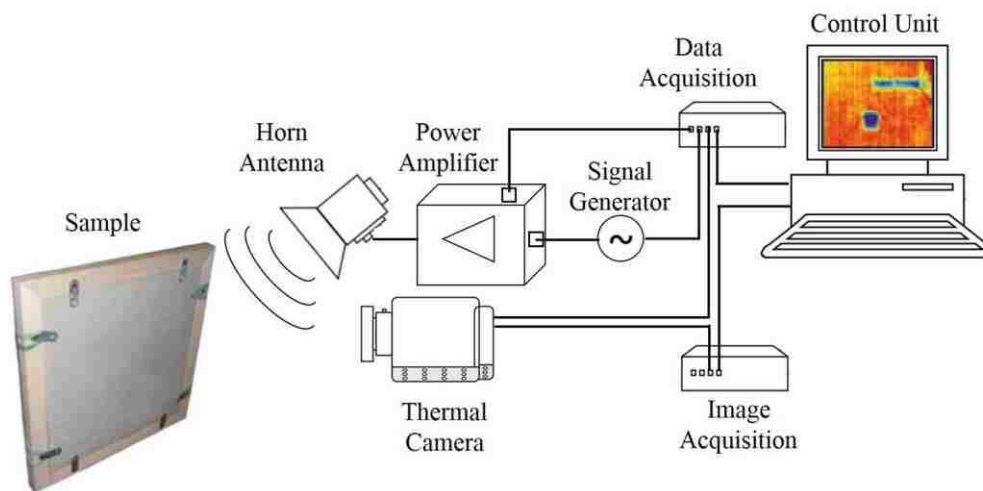 Control Unit
Data
Acquisition
Horn
Antenna
Power
Amplifier
Signal
Generator
Sample
~
Thermal
Camera
Image
Acquisition